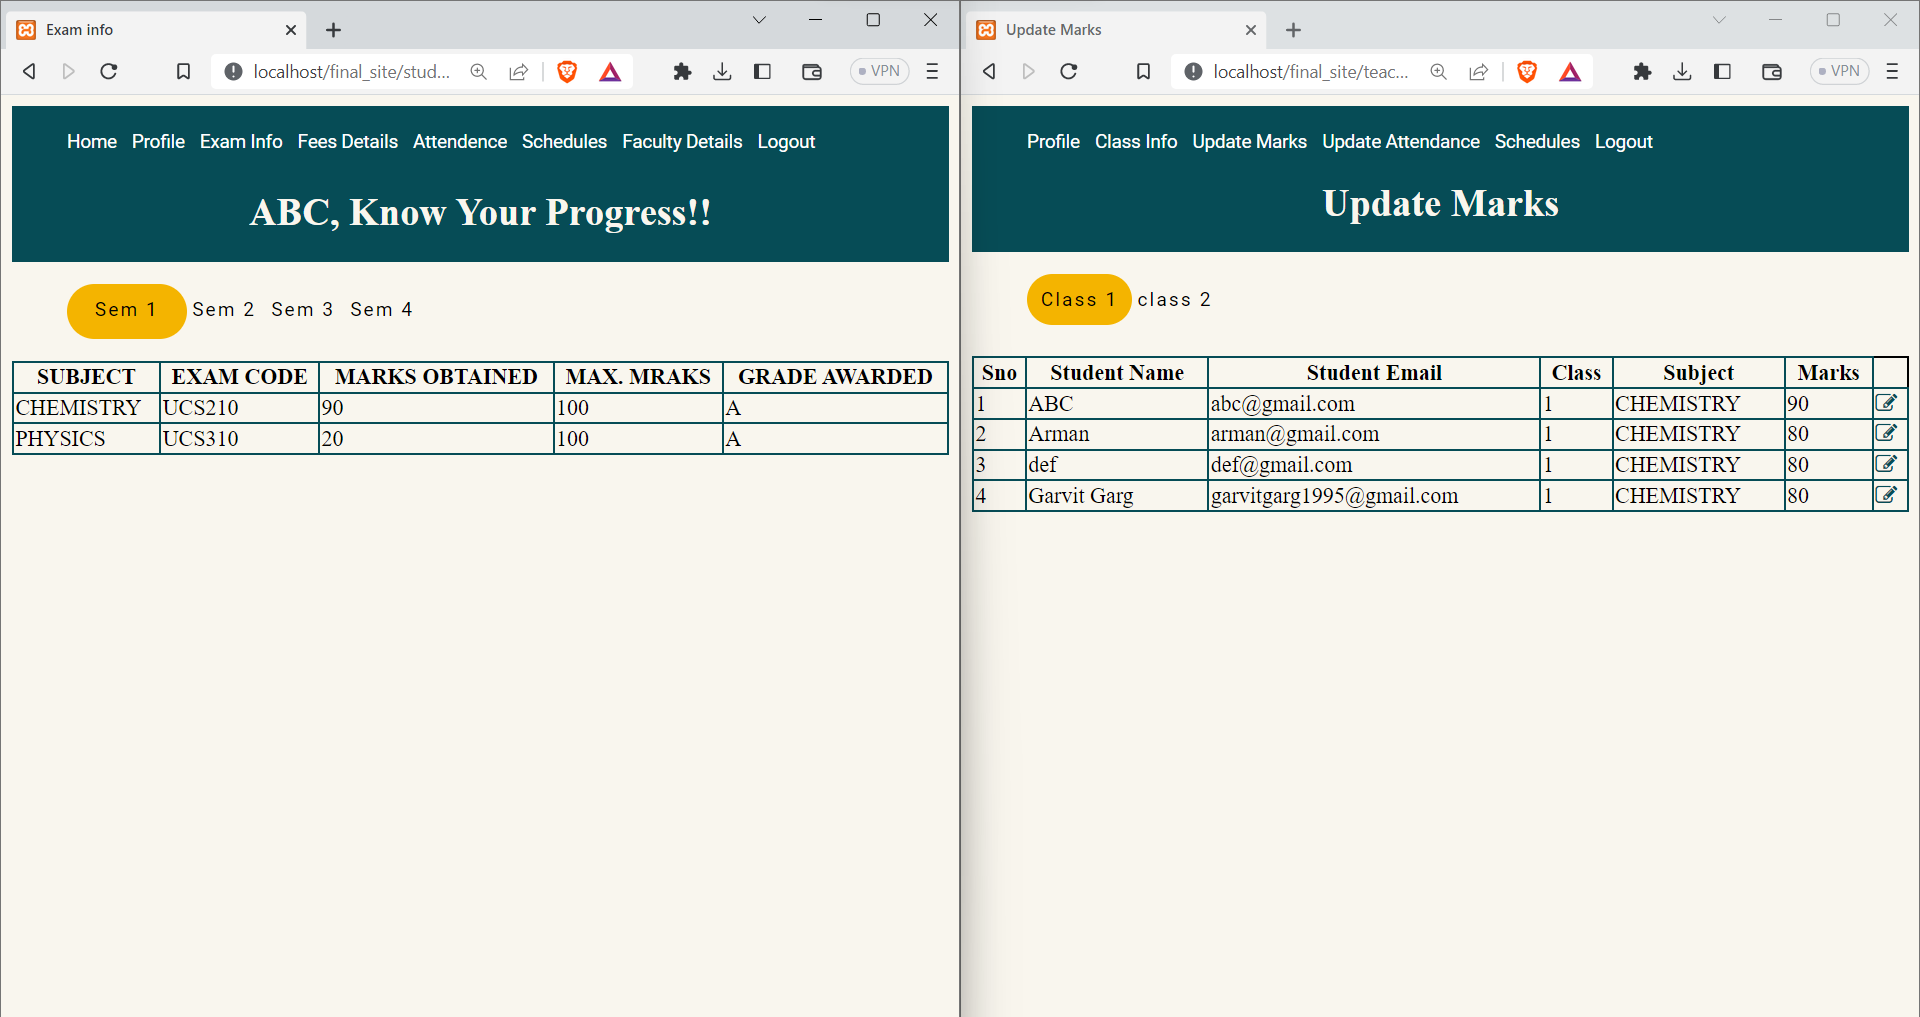 Exam info
localhost/final_site/stud...
VPN
Home Profile Exam Info Fees Details Attendence Schedules Faculty Details Logout
ABC, Know Your Progress!!
Sem 1 Sem 2 Sem 3 Sem 4
SUBJECT EXAM CODE MARKS OBTAINED MAX. MRAKS GRADE AWARDED
CHEMISTRY UCS210 90 100 A
PHYSICS UCS310 20 100 A
Update Marks
localhost/final_site/teac...
VPN
Profile Class Info Update Marks Update Attendance Schedules Logout
Update Marks
Class 1 class 2
Sno Student Name Student Email Class Subject Marks
1 ABC abc@gmail.com 1 CHEMISTRY 90
2 Arman arman@gmail.com 1 CHEMISTRY 80
3 def def@gmail.com 1 CHEMISTRY 80
4 Garvit Garg garvitgarg1995@gmail.com 1 CHEMISTRY 80